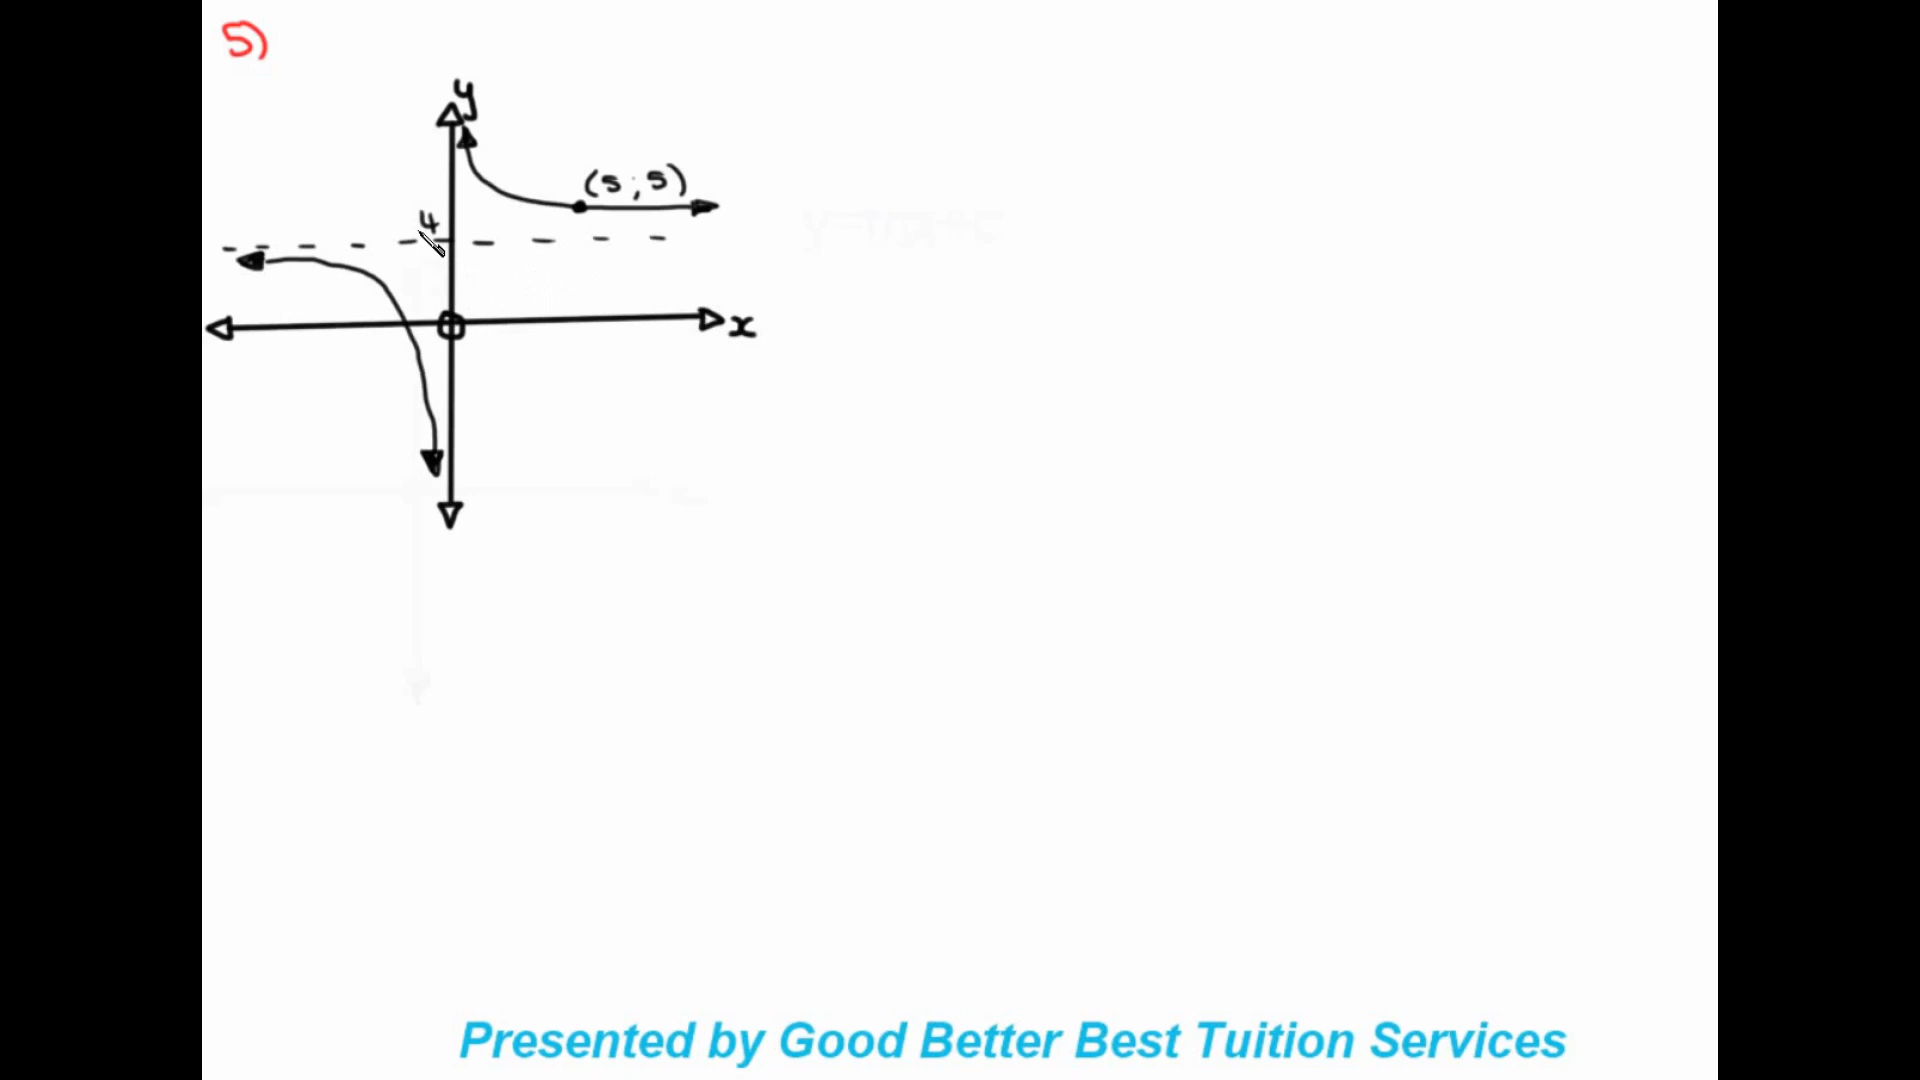 5)
y
(5 ; 5)
4
x
Presented by Good Better Best Tuition Services